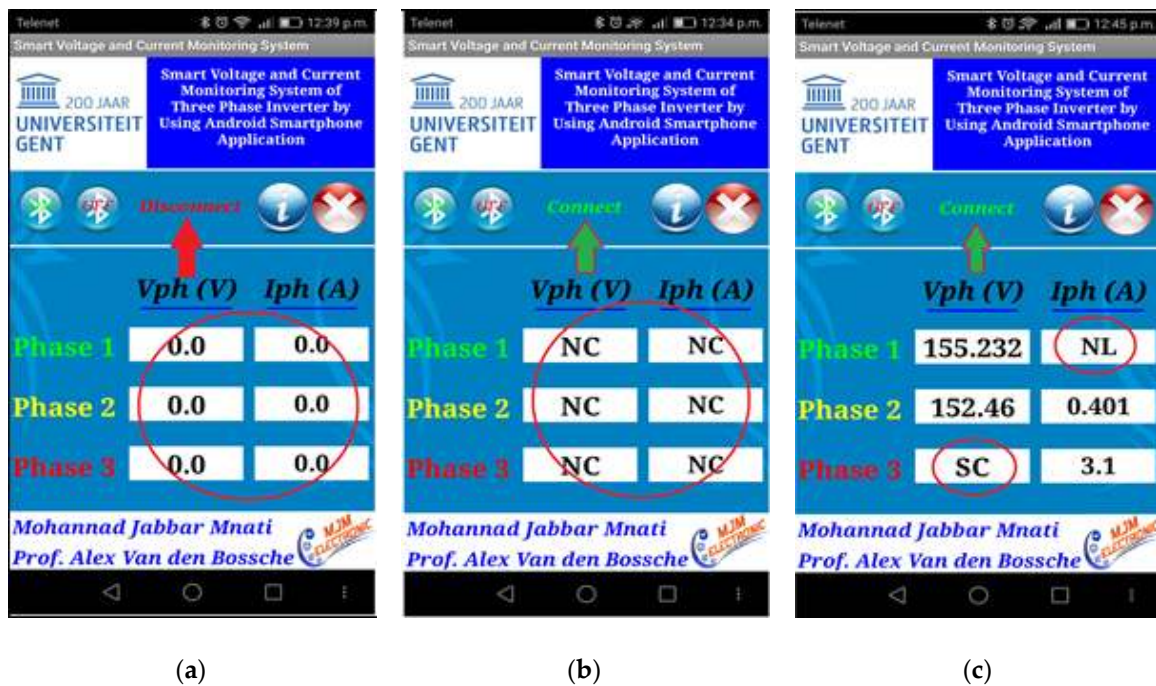 Telenet 12:39 p.m.
Smart Voltage and Current Monitoring System
200 JAAR
UNIVERSITEIT
GENT
Smart Voltage and Current
Monitoring System of
Three Phase Inverter by
Using Android Smartphone
Application
OFF
Disconnect
i
Vph (V) Iph (A)
Phase 1 0.0 0.0
Phase 2 0.0 0.0
Phase 3 0.0 0.0
Mohannad Jabbar Mnati
Prof. Alex Van den Bossche
MJM
ELECTRONIC
(a)
Telenet 12:34 p.m.
Smart Voltage and Current Monitoring System
200 JAAR
UNIVERSITEIT
GENT
Smart Voltage and Current
Monitoring System of
Three Phase Inverter by
Using Android Smartphone
Application
OFF
Connect
i
Vph (V) Iph (A)
Phase 1 NC NC
Phase 2 NC NC
Phase 3 NC NC
Mohannad Jabbar Mnati
Prof. Alex Van den Bossche
MJM
ELECTRONIC
(b)
Telenet 12:45 p.m.
Smart Voltage and Current Monitoring System
200 JAAR
UNIVERSITEIT
GENT
Smart Voltage and Current
Monitoring System of
Three Phase Inverter by
Using Android Smartphone
Application
OFF
Connect
i
Vph (V) Iph (A)
Phase 1 155.232 NL
Phase 2 152.46 0.401
Phase 3 SC 3.1
Mohannad Jabbar Mnati
Prof. Alex Van den Bossche
MJM
ELECTRONIC
(c)